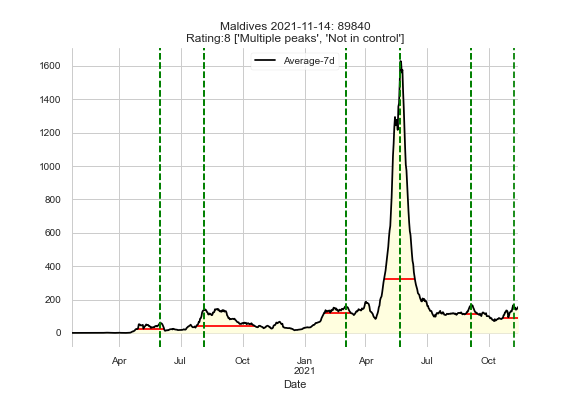 Maldives 2021-11-14: 89840
Rating:8 ['Multiple peaks', 'Not in control']
Average-7d
1600
1400
1200
1000
800
600
400
200
0
Apr Jul Oct Jan Apr Jul Oct
2021
Date